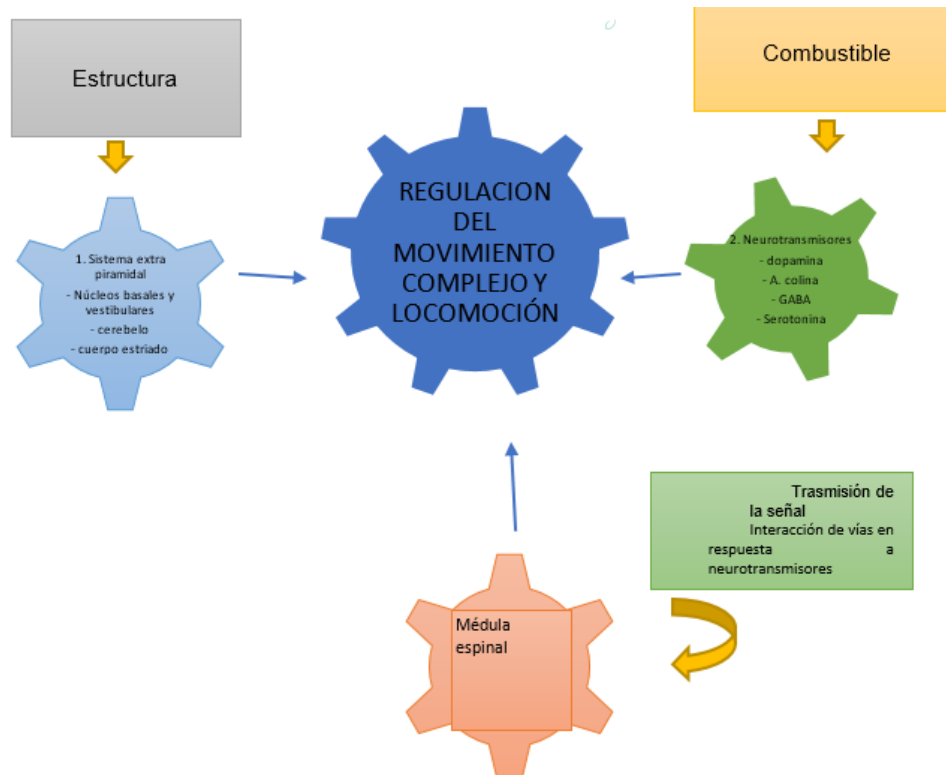 Estructura
Combustible
REGULACION
DEL
MOVIMIENTO
COMPLEJO Y
LOCOMOCIÓN
1. Sistema extra
piramidal
- Núcleos basales y
vestibulares
- cerebelo
- cuerpo estriado
2. Neurotransmisores
- dopamina
- A. colina
- GABA
- Serotonina
Trasmisión de
la señal
Interacción de vías en
respuesta a
neurotransmisores
Médula
espinal